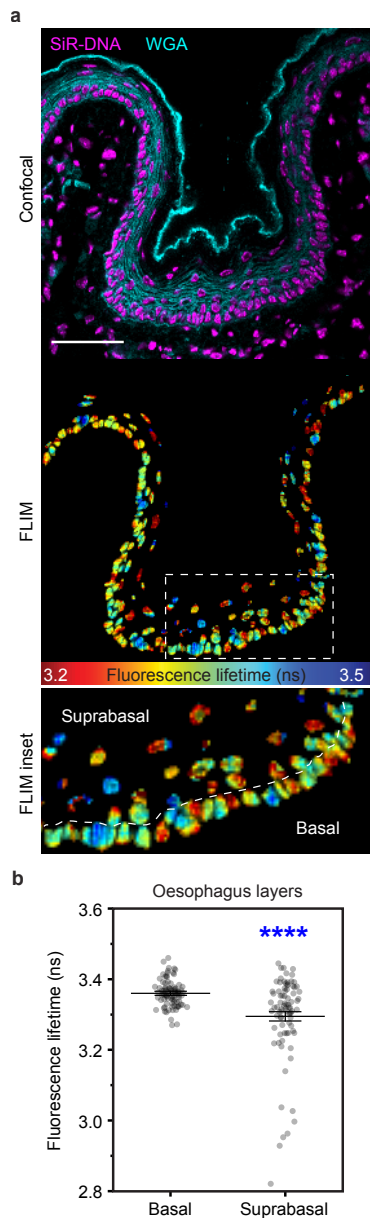 a
SiR-DNA WGA
Confocal
FLIM
3.2 Fluorescence lifetime (ns) 3.5
FLIM inset
Suprabasal
Basal
b
Oesophagus layers
****
Fluorescence lifetime (ns)
3.6
3.4
3.2
3.0
2.8
Basal Suprabasal